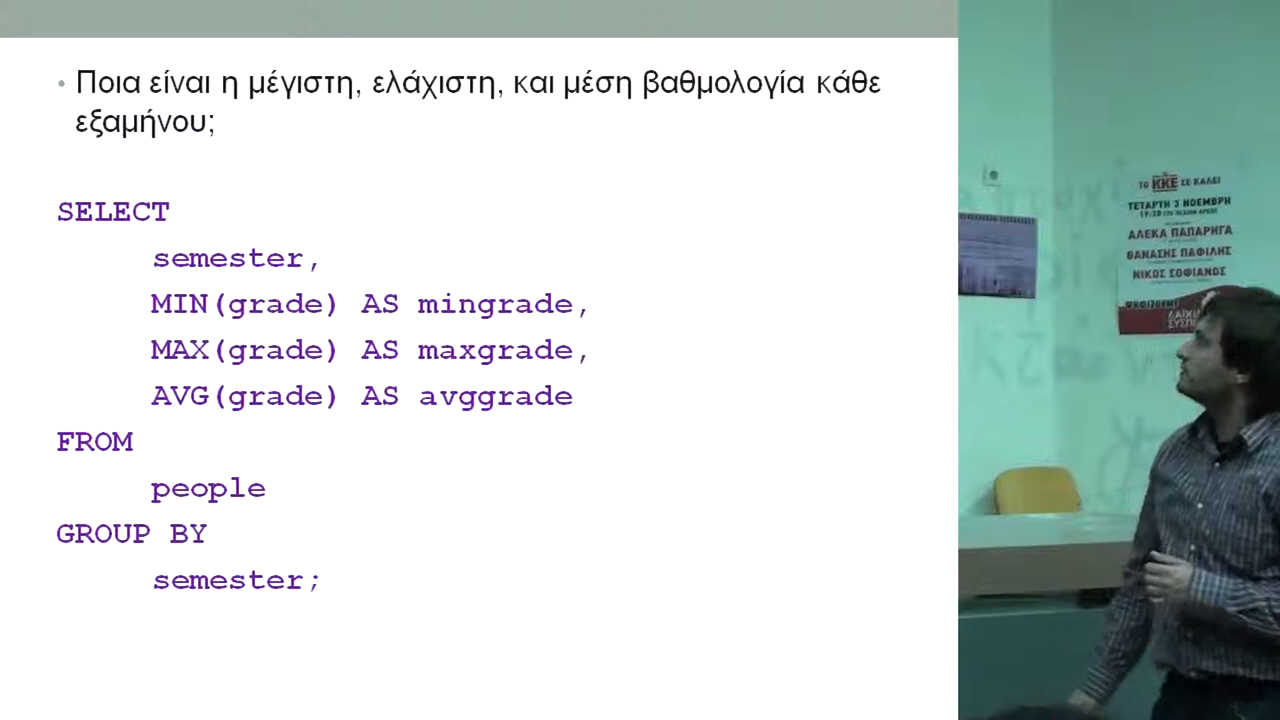 • Ποια είναι η μέγιστη, ελάχιστη, και μέση βαθμολογία κάθε
εξαμήνου;
SELECT
semester,
MIN(grade) AS mingrade,
MAX(grade) AS maxgrade,
AVG(grade) AS avggrade
FROM
people
GROUP BY
semester;
ΤΟ ΚΚΕ ΣΕ ΚΑΛΕΙ
ΤΕΤΑΡΤΗ 3 ΝΟΕΜΒΡΗ
ΑΛΕΚΑ ΠΑΠΑΡΗΓΑ
ΘΑΝΑΣΗΣ ΠΑΦΙΛΗΣ
ΝΙΚΟΣ ΣΟΦΙΑΝΟΣ